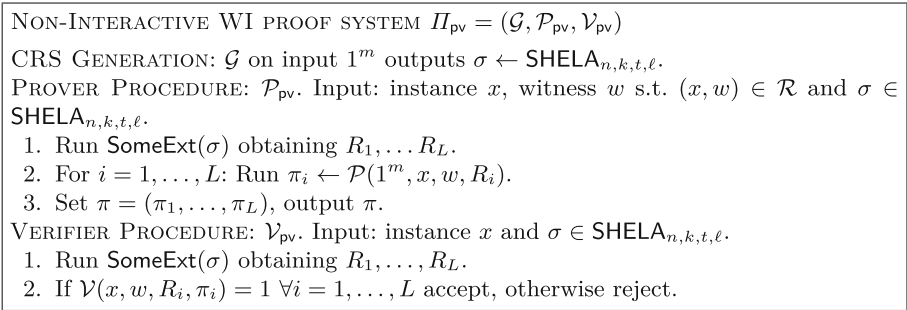 NON-INTERACTIVE WI PROOF SYSTEM Π_pv = (𝒢, 𝒫_pv, 𝒱_pv)
CRS GENERATION: 𝒢 on input 1^m outputs σ ← SHELA_{n,k,t,ℓ}.
PROVER PROCEDURE: 𝒫_pv. Input: instance x, witness w s.t. (x, w) ∈ ℛ and σ ∈
SHELA_{n,k,t,ℓ}.
1. Run SomeExt(σ) obtaining R_1, … R_L.
2. For i = 1, …, L: Run π_i ← 𝒫(1^m, x, w, R_i).
3. Set π = (π_1, …, π_L), output π.
VERIFIER PROCEDURE: 𝒱_pv. Input: instance x and σ ∈ SHELA_{n,k,t,ℓ}.
1. Run SomeExt(σ) obtaining R_1, …, R_L.
2. If 𝒱(x, w, R_i, π_i) = 1 ∀i = 1, …, L accept, otherwise reject.